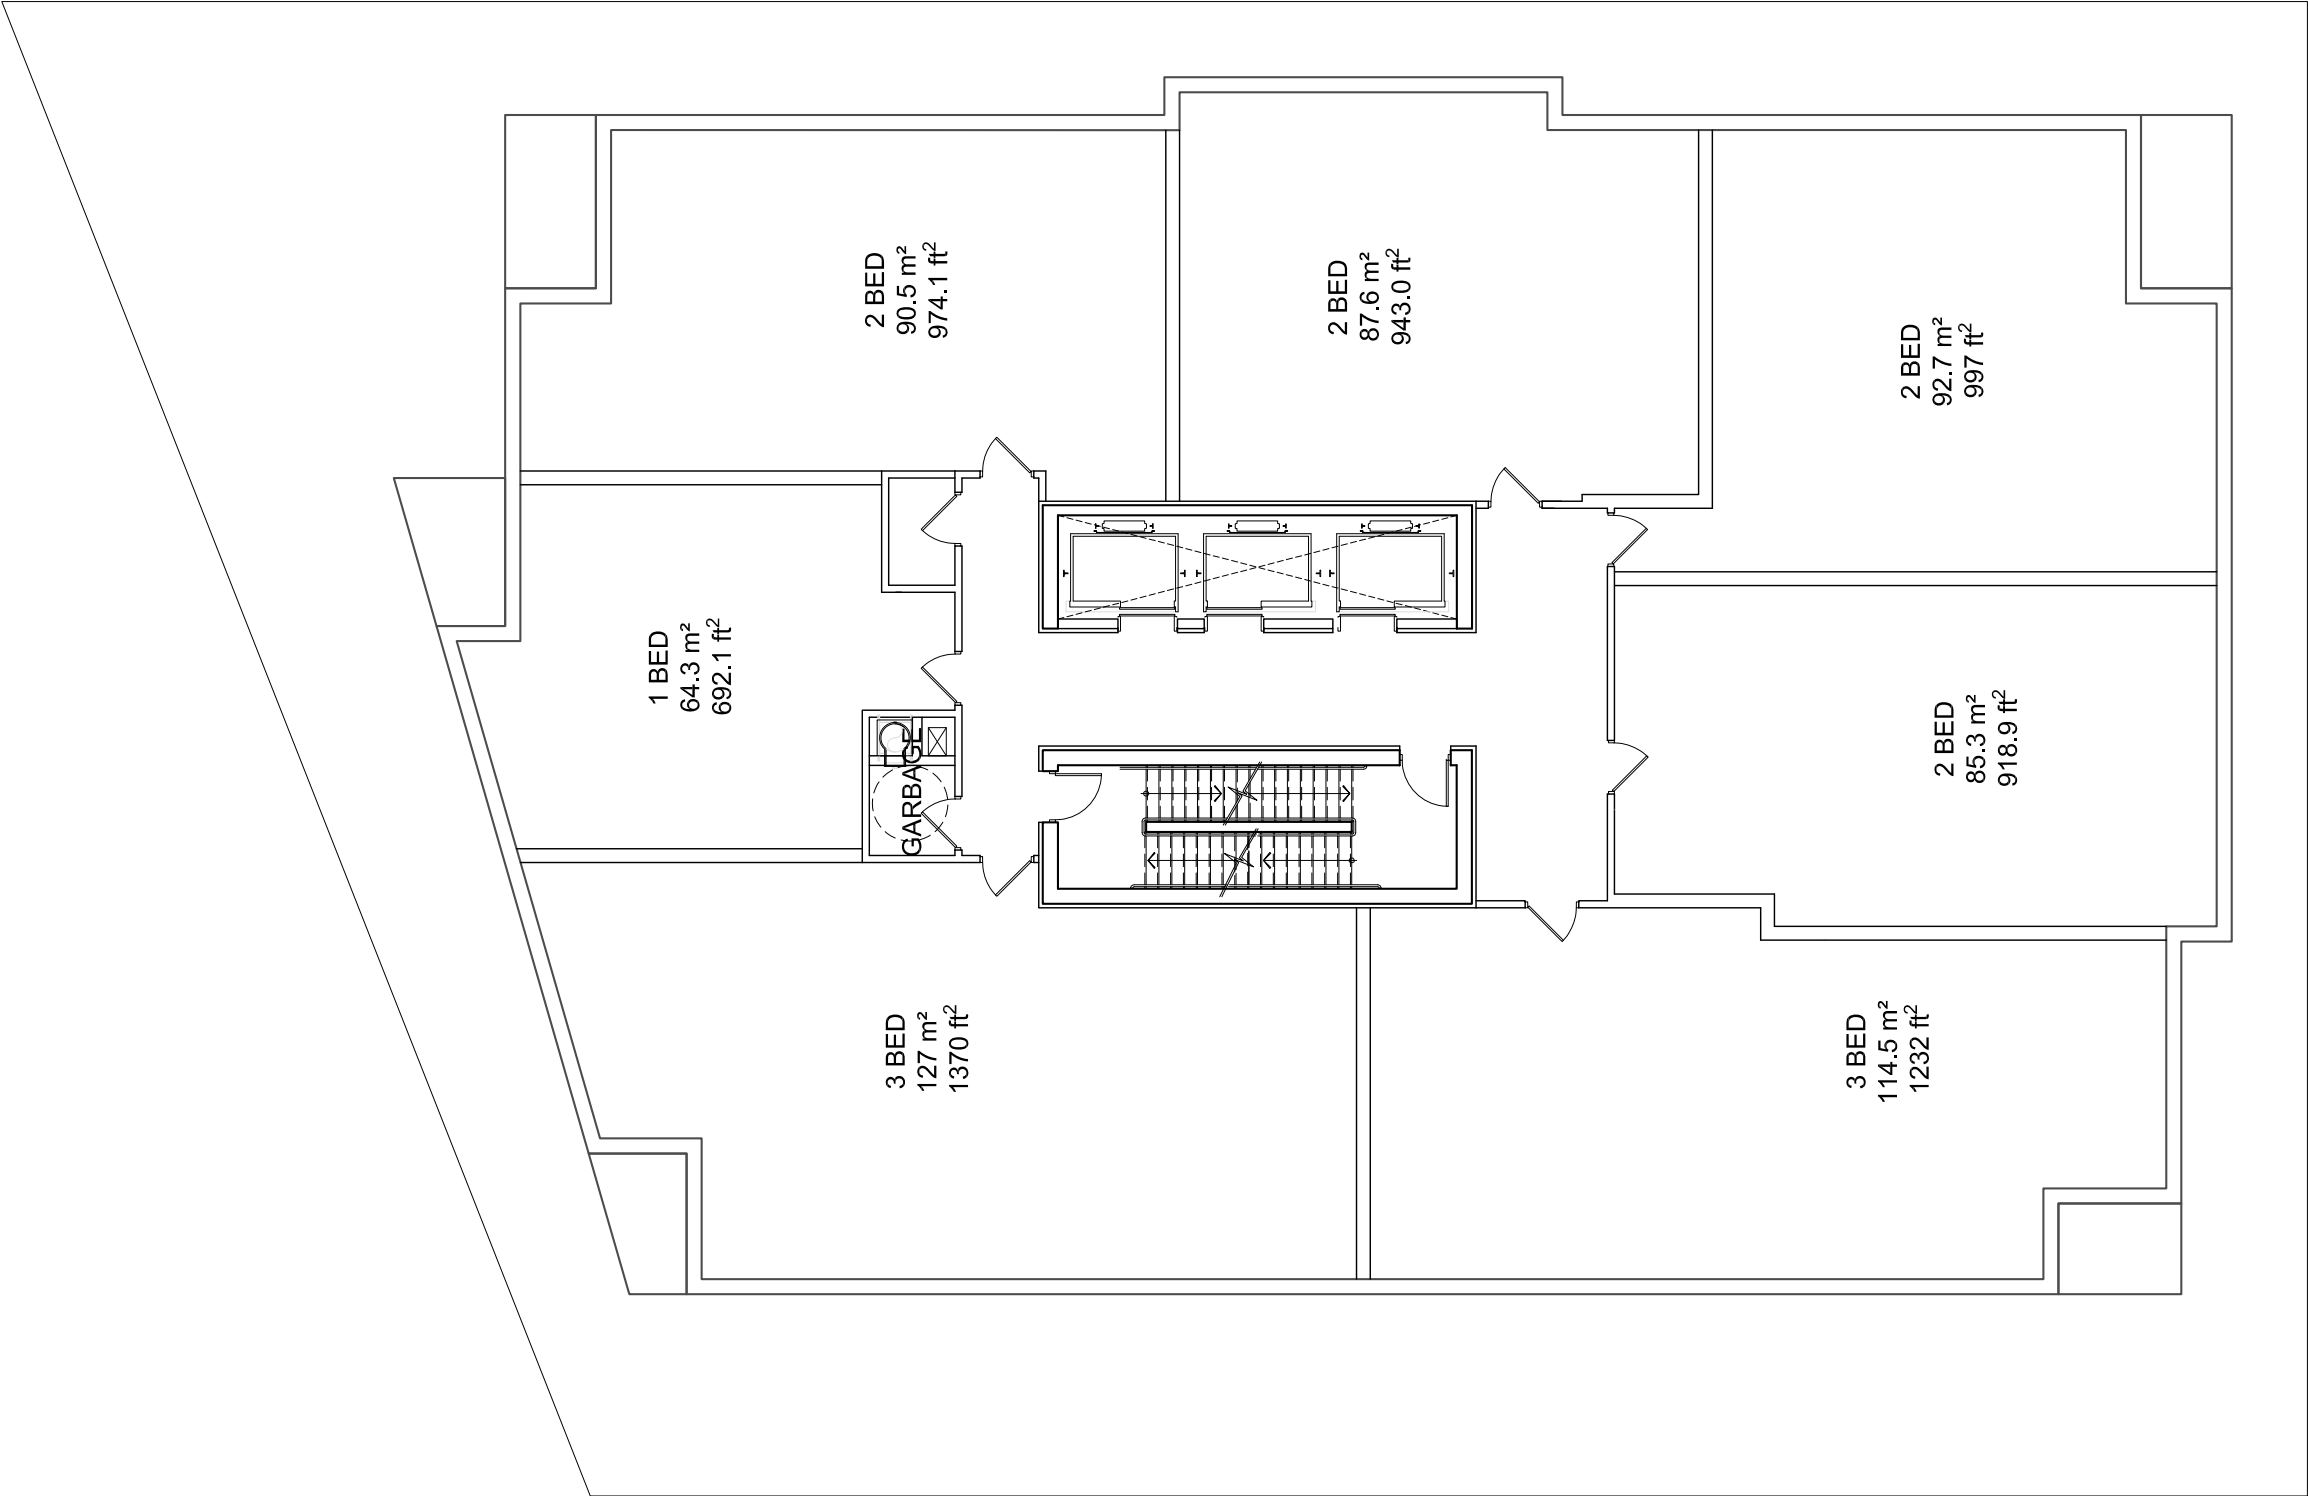 2 BED
90.5 m²
974.1 ft²
2 BED
87.6 m²
943.0 ft²
2 BED
92.7 m²
997 ft²
1 BED
64.3 m²
692.1 ft²
GARBAGE
2 BED
85.3 m²
918.9 ft²
3 BED
127 m²
1370 ft²
3 BED
114.5 m²
1232 ft²